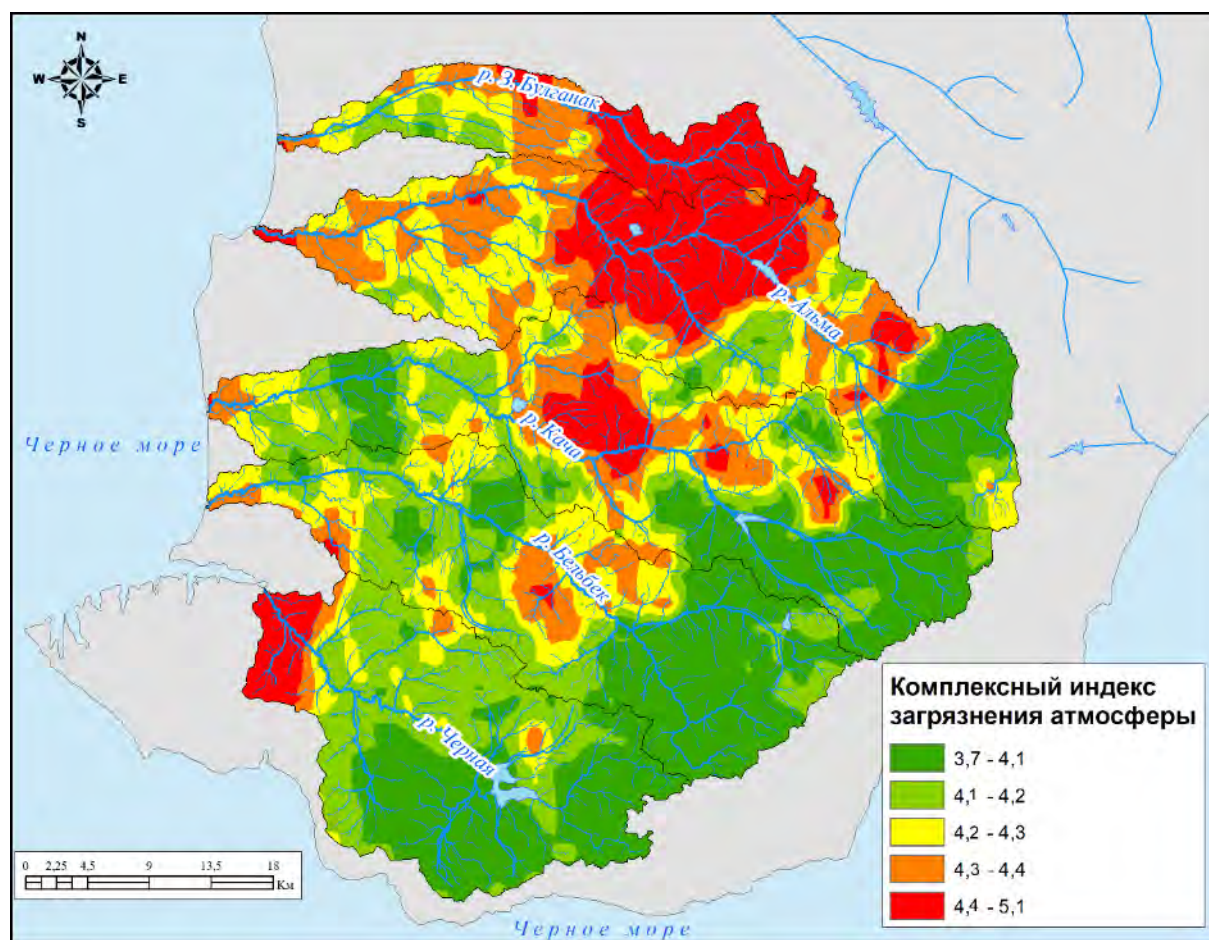 N
W E
S
р. З. Булганак
р. Альма
р. Кача
Черное море
р. Бельбек
р. Черная
Комплексный индекс
загрязнения атмосферы
3,7 - 4,1
4,1 - 4,2
4,2 - 4,3
4,3 - 4,4
4,4 - 5,1
0 2,25 4,5 9 13,5 18
Км
Черное море